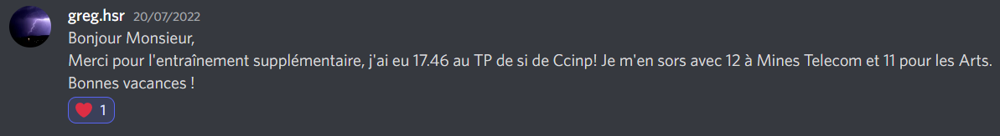 greg.hsr 20/07/2022
Bonjour Monsieur,
Merci pour l'entraînement supplémentaire, j'ai eu 17.46 au TP de si de Ccinp! Je m'en sors avec 12 à Mines Telecom et 11 pour les Arts.
Bonnes vacances !
1